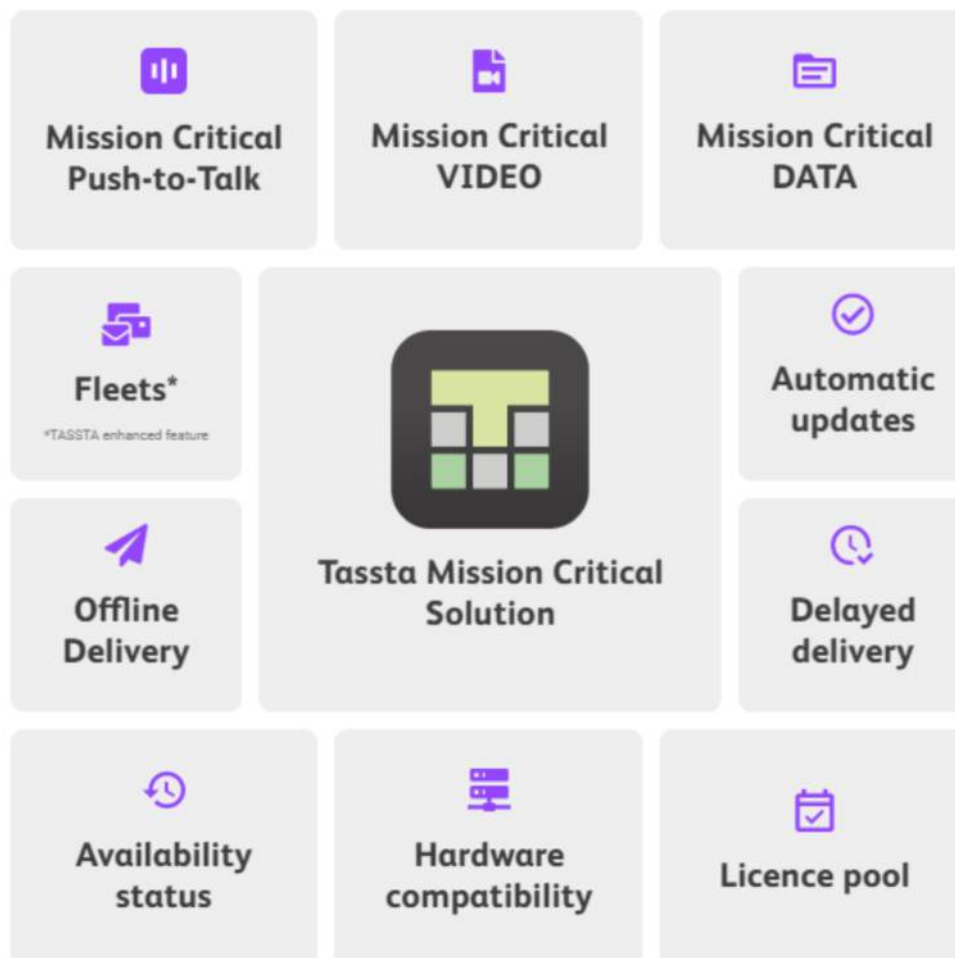 Mission Critical
Push-to-Talk
Mission Critical
VIDEO
Mission Critical
DATA
Fleets*
*TASSTA enhanced feature
Automatic
updates
Tassta Mission Critical
Solution
Offline
Delivery
Delayed
delivery
Availability
status
Hardware
compatibility
Licence pool